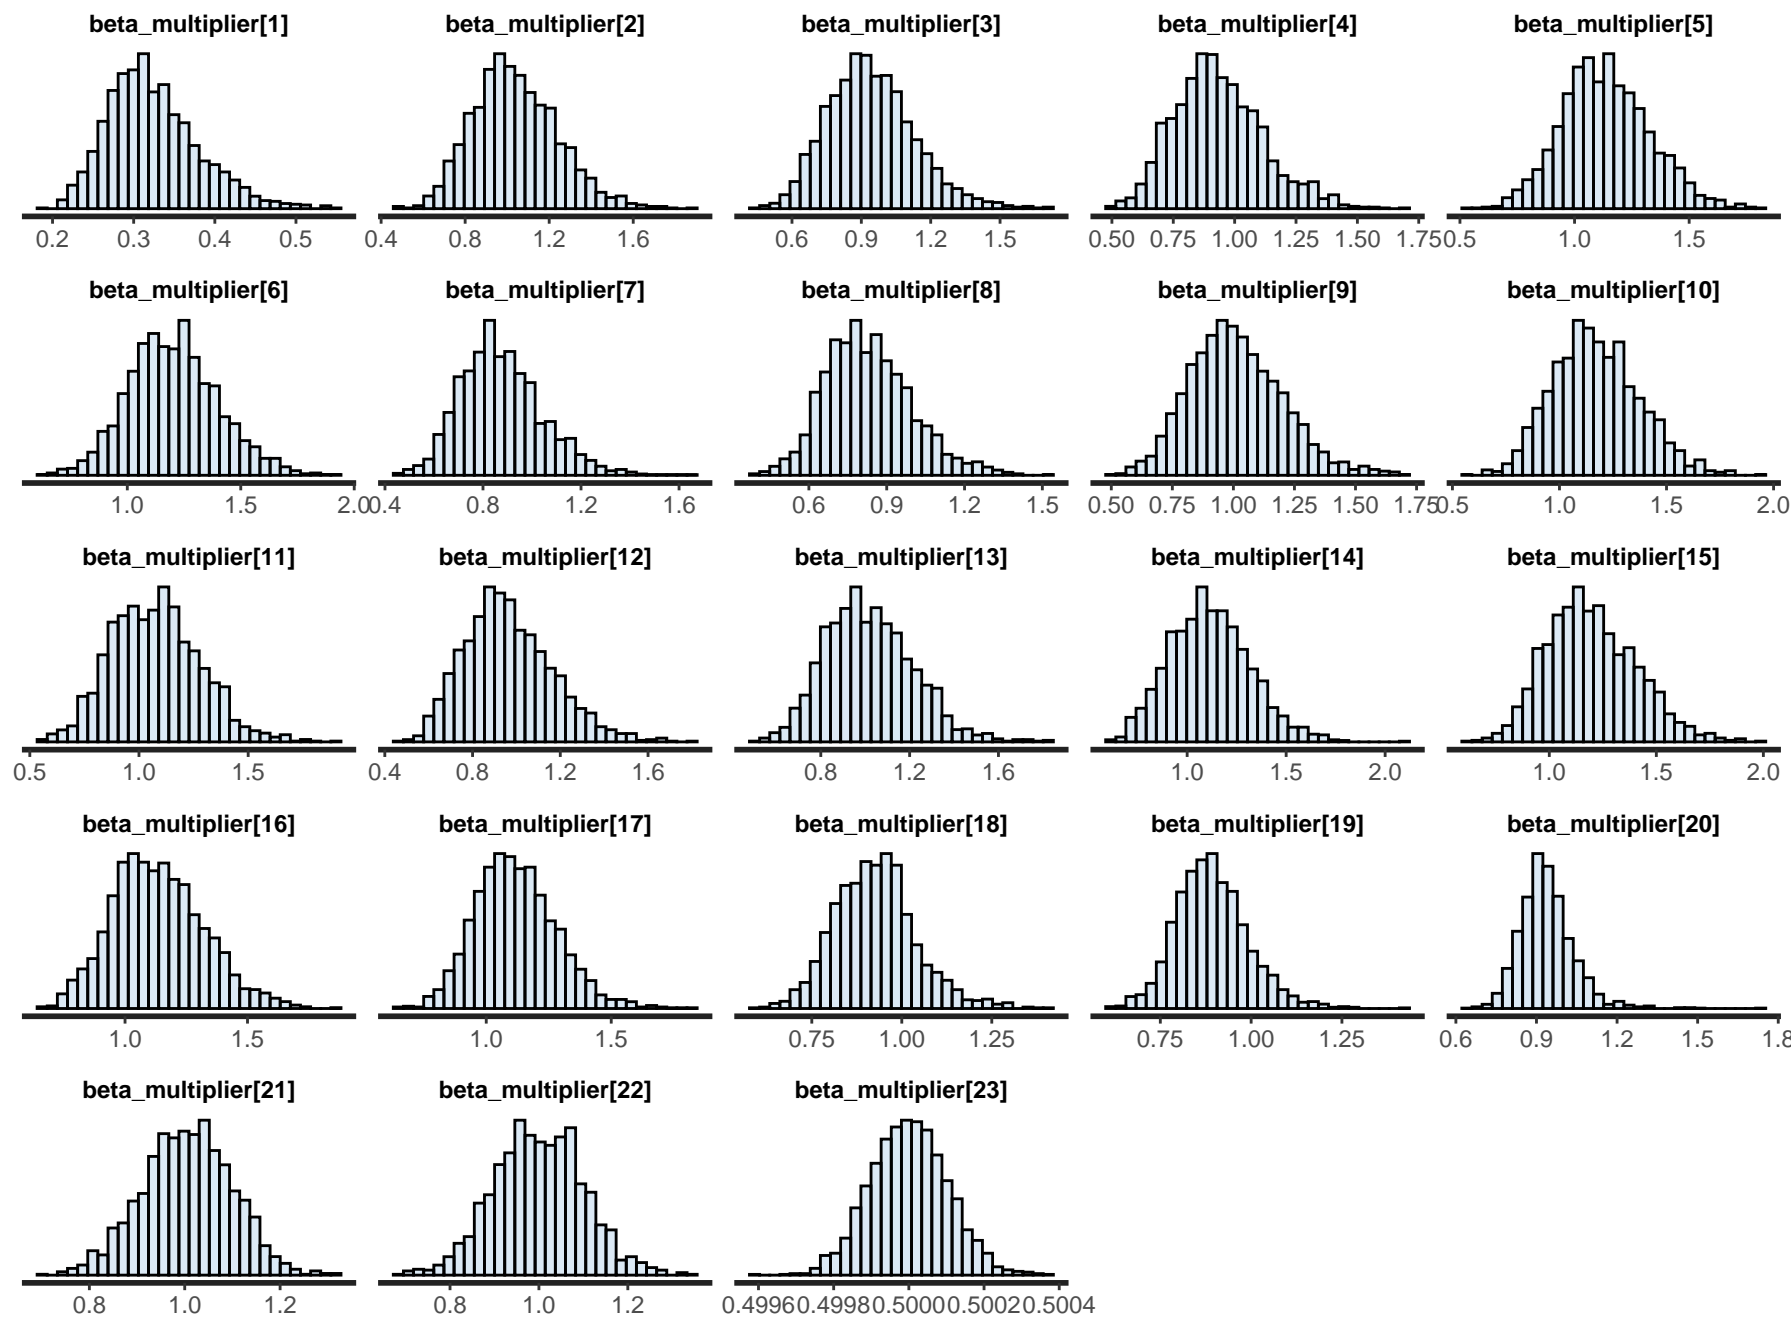 beta_multiplier[1] beta_multiplier[2] beta_multiplier[3] beta_multiplier[4] beta_multiplier[5]
0.2 0.3 0.4 0.5 0.4 0.8 1.2 1.6 0.6 0.9 1.2 1.5 0.50 0.75 1.00 1.25 1.50 1.75 0.5 1.0 1.5
beta_multiplier[6] beta_multiplier[7] beta_multiplier[8] beta_multiplier[9] beta_multiplier[10]
1.0 1.5 2.0 0.4 0.8 1.2 1.6 0.6 0.9 1.2 1.5 0.50 0.75 1.00 1.25 1.50 1.75 0.5 1.0 1.5 2.0
beta_multiplier[11] beta_multiplier[12] beta_multiplier[13] beta_multiplier[14] beta_multiplier[15]
0.5 1.0 1.5 0.4 0.8 1.2 1.6 0.8 1.2 1.6 1.0 1.5 2.0 1.0 1.5 2.0
beta_multiplier[16] beta_multiplier[17] beta_multiplier[18] beta_multiplier[19] beta_multiplier[20]
1.0 1.5 1.0 1.5 0.75 1.00 1.25 0.75 1.00 1.25 0.6 0.9 1.2 1.5 1.8
beta_multiplier[21] beta_multiplier[22] beta_multiplier[23]
0.8 1.0 1.2 0.8 1.0 1.2 0.4996 0.4998 0.5000 0.5002 0.5004